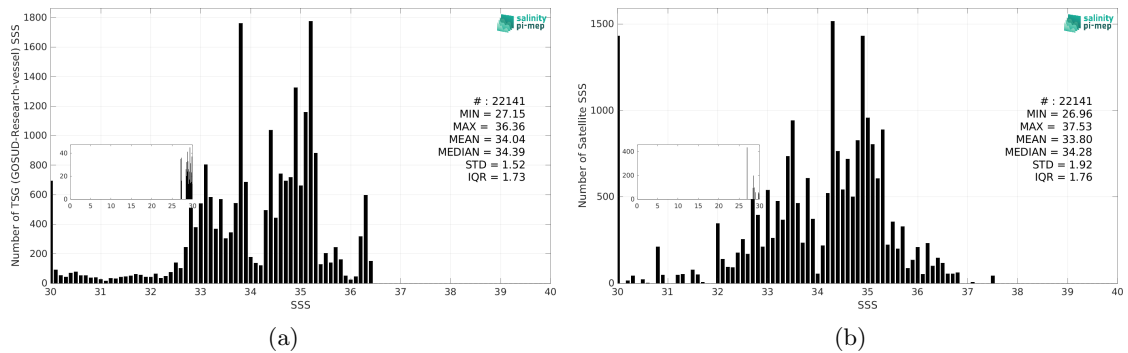 salinity
pi-mep
Number of TSG (GOSUD-Research-vessel) SSS
1800
1600
1400
1200
1000
800
600
400
200
0
# : 22141
MIN = 27.15
MAX = 36.36
MEAN = 34.04
MEDIAN = 34.39
STD = 1.52
IQR = 1.73
40
20
0
0 5 10 15 20 25 30
30 31 32 33 34 35 36 37 38 39 40
SSS
(a)
salinity
pi-mep
Number of Satellite SSS
1500
1000
500
0
# : 22141
MIN = 26.96
MAX = 37.53
MEAN = 33.80
MEDIAN = 34.28
STD = 1.92
IQR = 1.76
400
200
0
0 5 10 15 20 25 30
30 31 32 33 34 35 36 37 38 39 40
SSS
(b)